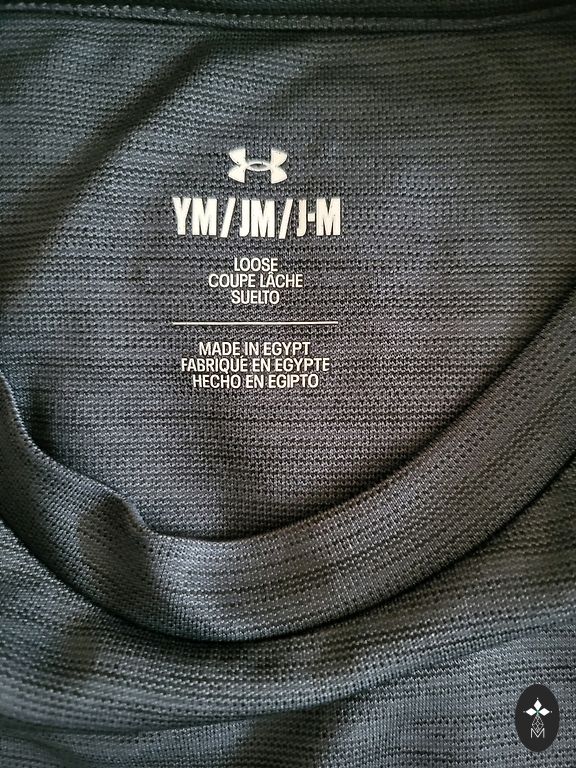 YM/JM/J-M
LOOSE
COUPE LÂCHE
SUELTO
MADE IN EGYPT
FABRIQUÉ EN EGYPTE
HECHO EN EGIPTO
M